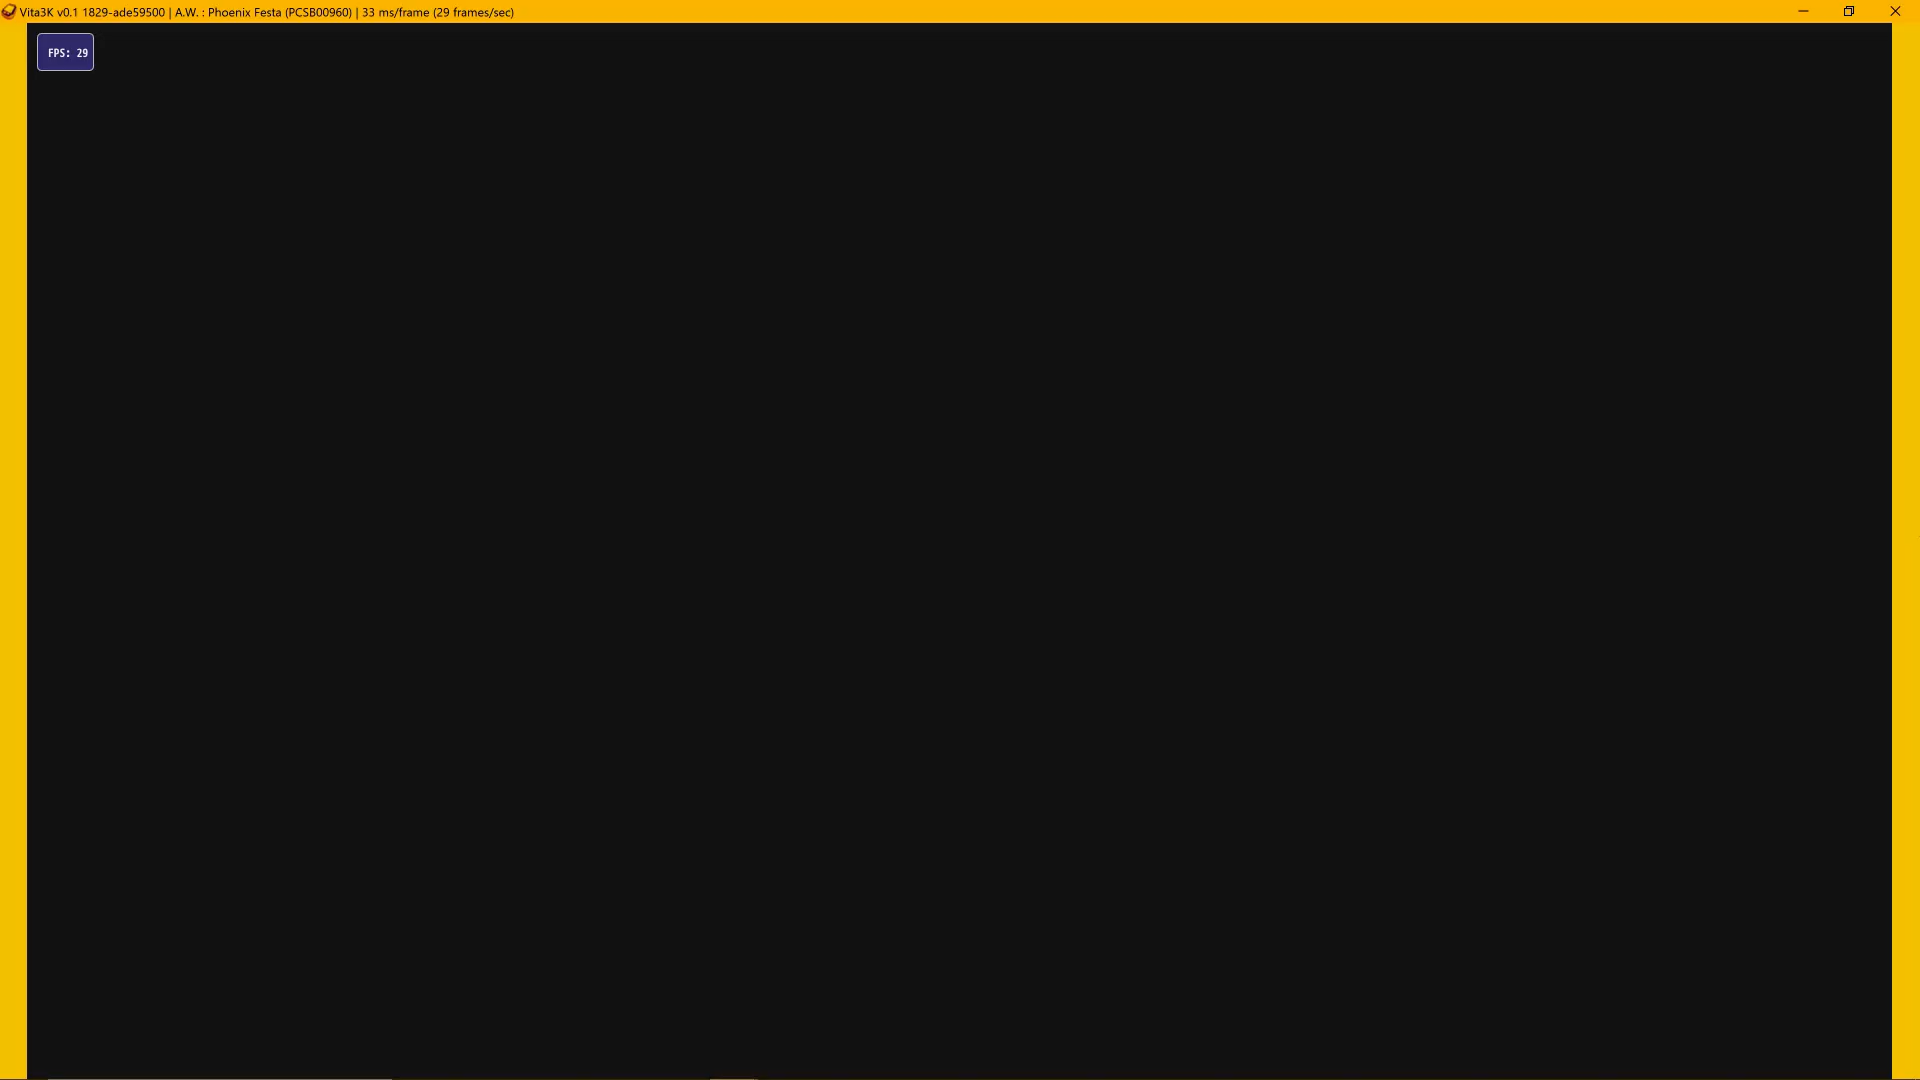 Vita3K v0.1 1829-ade59500 | A.W. : Phoenix Festa (PCSB00960) | 33 ms/frame (29 frames/sec)
FPS: 29